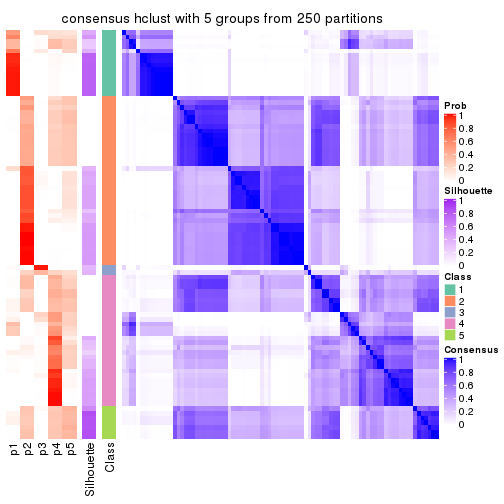 consensus hclust with 5 groups from 250 partitions
Prob
1
0.8
0.6
0.4
0.2
0
Silhouette
1
0.8
0.6
0.4
0.2
0
Class
1
2
3
4
5
Consensus
1
0.8
0.6
0.4
0.2
0
p1
p2
p3
p4
p5
Silhouette
Class